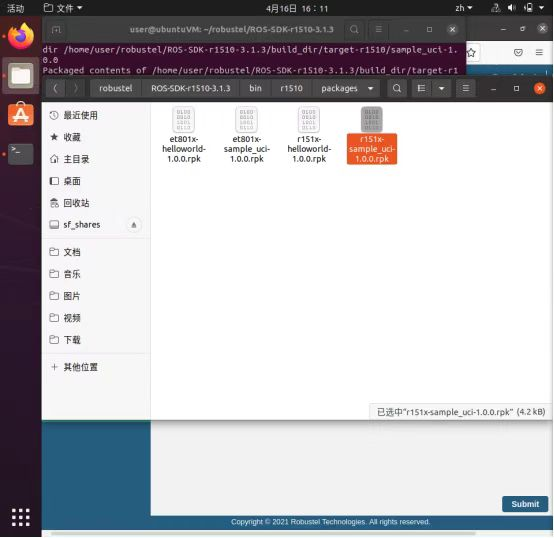 活动
文件
4月16日 16：11
zh
user@ubuntuVM: ~/robustel/ROS-SDK-r1510-3.1.3
dir /home/user/robustel/ROS-SDK-r1510-3.1.3/build_dir/target-r1510/sample_uci-1.
0.0
Packaged contents of /home/user/robustel/ROS-SDK-r1510-3.1.3/build_dir/target-r1
robustel
ROS-SDK-r1510-3.1.3
bin
r1510
packages
最近使用
收藏
主目录
桌面
回收站
sf_shares
文档
音乐
图片
视频
下载
其他位置
et801x-
helloworld-
1.0.0.rpk
et801x-
sample_uci-
1.0.0.rpk
r151x-
helloworld-
1.0.0.rpk
r151x-
sample_uci-
1.0.0.rpk
已选中"r151x-sample_uci-1.0.0.rpk" (4.2 kB)
Submit
Copyright © 2021 Robustel Technologies. All rights reserved.